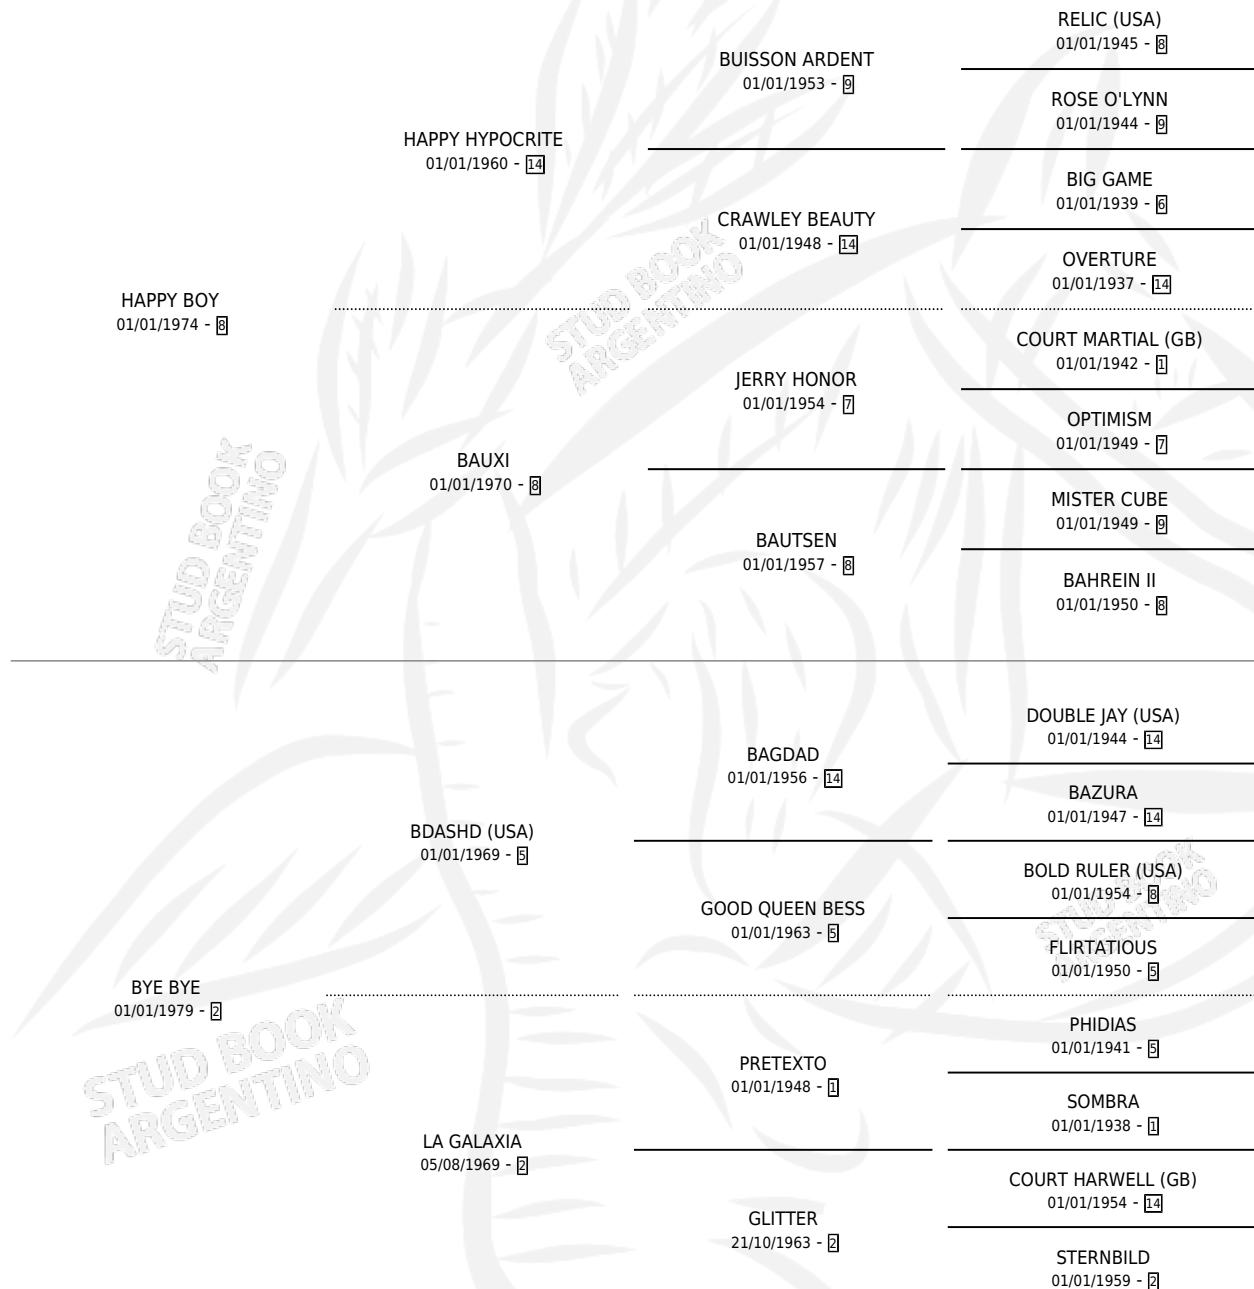 RELIC (USA)
01/01/1945 - 8
BUISSON ARDENT
01/01/1953 - 9
ROSE O'LYNN
01/01/1944 - 9
HAPPY HYPOCRITE
01/01/1960 - 14
BIG GAME
01/01/1939 - 6
CRAWLEY BEAUTY
01/01/1948 - 14
OVERTURE
01/01/1937 - 14
HAPPY BOY
01/01/1974 - 8
STUD BOOK
ARGENTINO
COURT MARTIAL (GB)
01/01/1942 - 1
JERRY HONOR
01/01/1954 - 7
OPTIMISM
01/01/1949 - 7
BAUXI
01/01/1970 - 8
MISTER CUBE
01/01/1949 - 9
BAUTSEN
01/01/1957 - 8
BAHREIN II
01/01/1950 - 8
STUD BOOK
ARGENTINO
DOUBLE JAY (USA)
01/01/1944 - 14
BAGDAD
01/01/1956 - 14
BAZURA
01/01/1947 - 14
BDASHD (USA)
01/01/1969 - 5
BOLD RULER (USA)
01/01/1954 - 8
GOOD QUEEN BESS
01/01/1963 - 5
STUD BOOK
ARGENTINO
FLIRTATIOUS
01/01/1950 - 5
BYE BYE
01/01/1979 - 2
STUD BOOK
ARGENTINO
PHIDIAS
01/01/1941 - 5
PRETEXTO
01/01/1948 - 1
SOMBRA
01/01/1938 - 1
LA GALAXIA
05/08/1969 - 2
COURT HARWELL (GB)
01/01/1954 - 14
GLITTER
21/10/1963 - 2
STERNBILD
01/01/1959 - 2